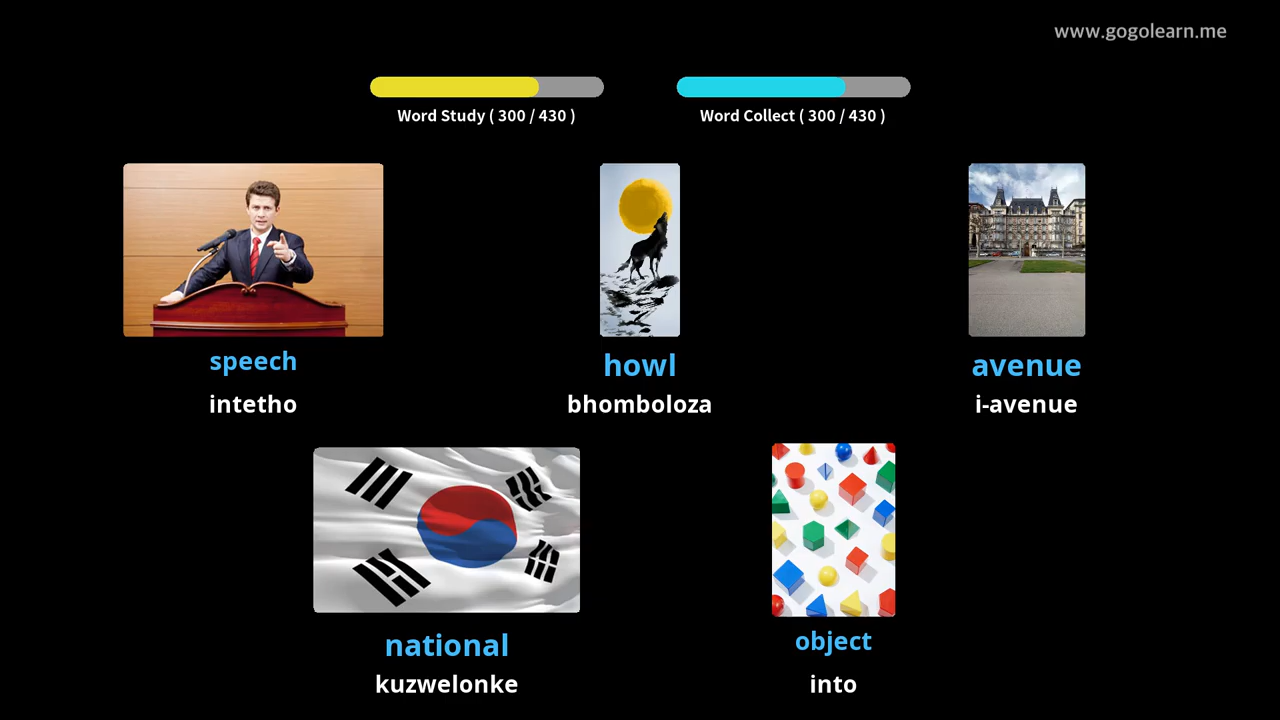 www.gogolearn.me
Word Study ( 300 / 430 )
Word Collect ( 300 / 430 )
speech
intetho
howl
bhomboloza
avenue
i-avenue
national
kuzwelonke
object
into